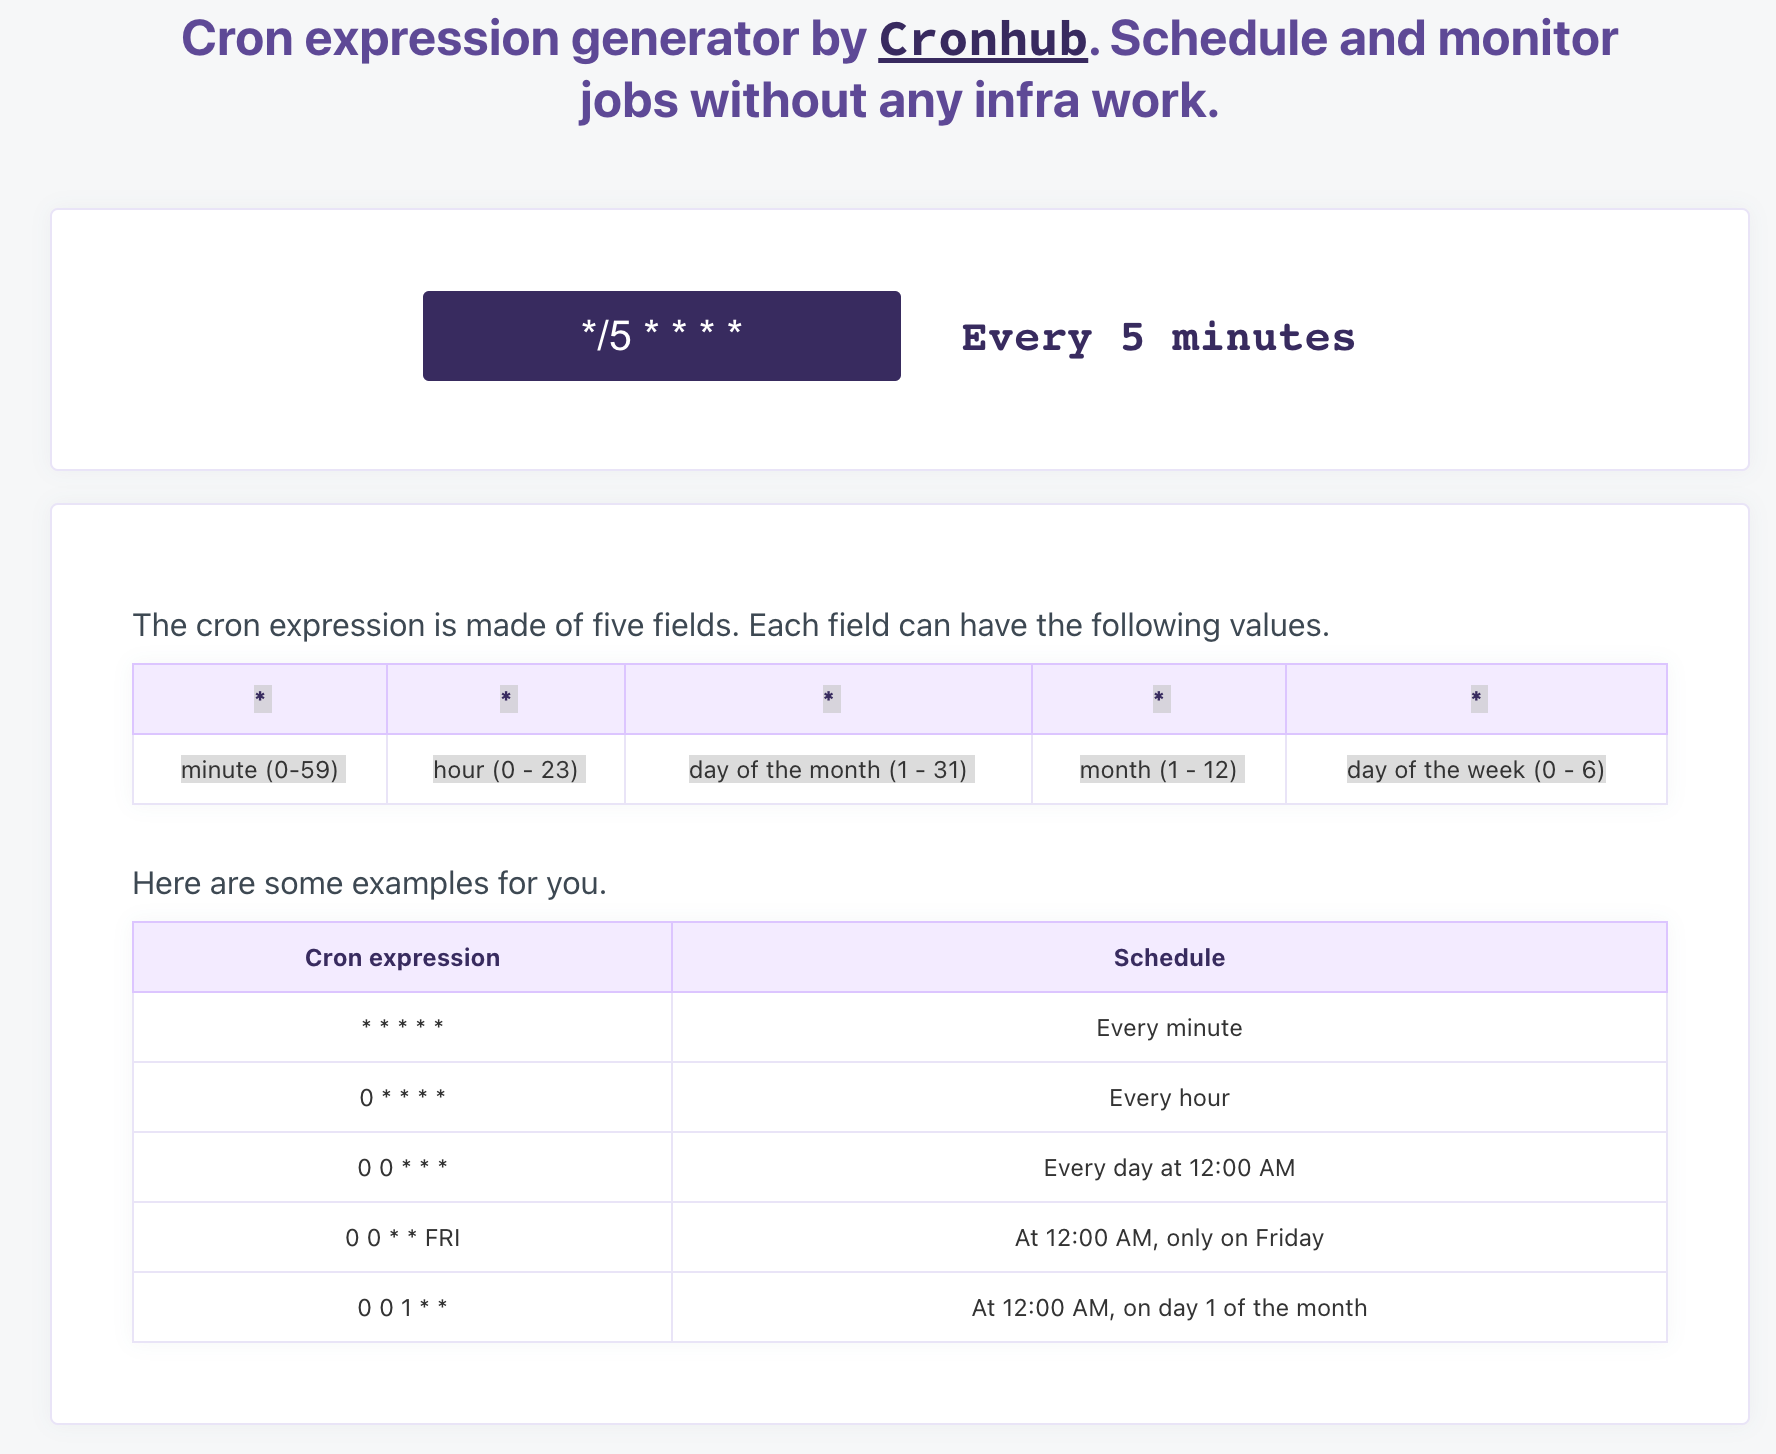 Cron expression generator by Cronhub. Schedule and monitor
jobs without any infra work.
*/5 * * * *
Every 5 minutes
The cron expression is made of five fields. Each field can have the following values.
* * * * *
minute (0-59) hour (0 - 23) day of the month (1 - 31) month (1 - 12) day of the week (0 - 6)
Here are some examples for you.
Cron expression Schedule
* * * * * Every minute
0 * * * * Every hour
0 0 * * * Every day at 12:00 AM
0 0 * * FRI At 12:00 AM, only on Friday
0 0 1 * * At 12:00 AM, on day 1 of the month